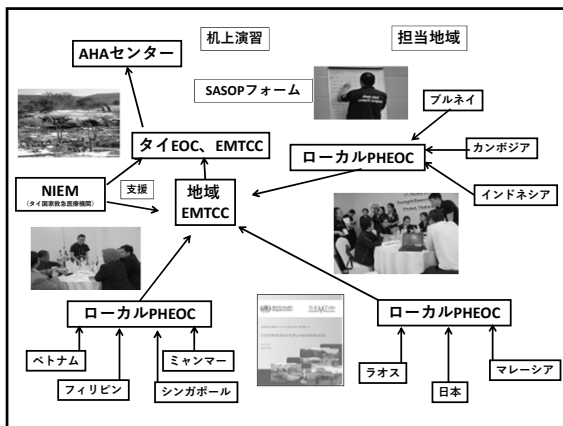 机上演習
担当地域
AHAセンター
SASOPフォーム
ブルネイ
タイEOC、EMTCC
ローカルPHEOC
カンボジア
NIEM
（タイ国家救急医療機関）
支援
地域
EMTCC
インドネシア
ローカルPHEOC
ローカルPHEOC
ベトナム
ミャンマー
フィリピン
シンガポール
ラオス
日本
マレーシア